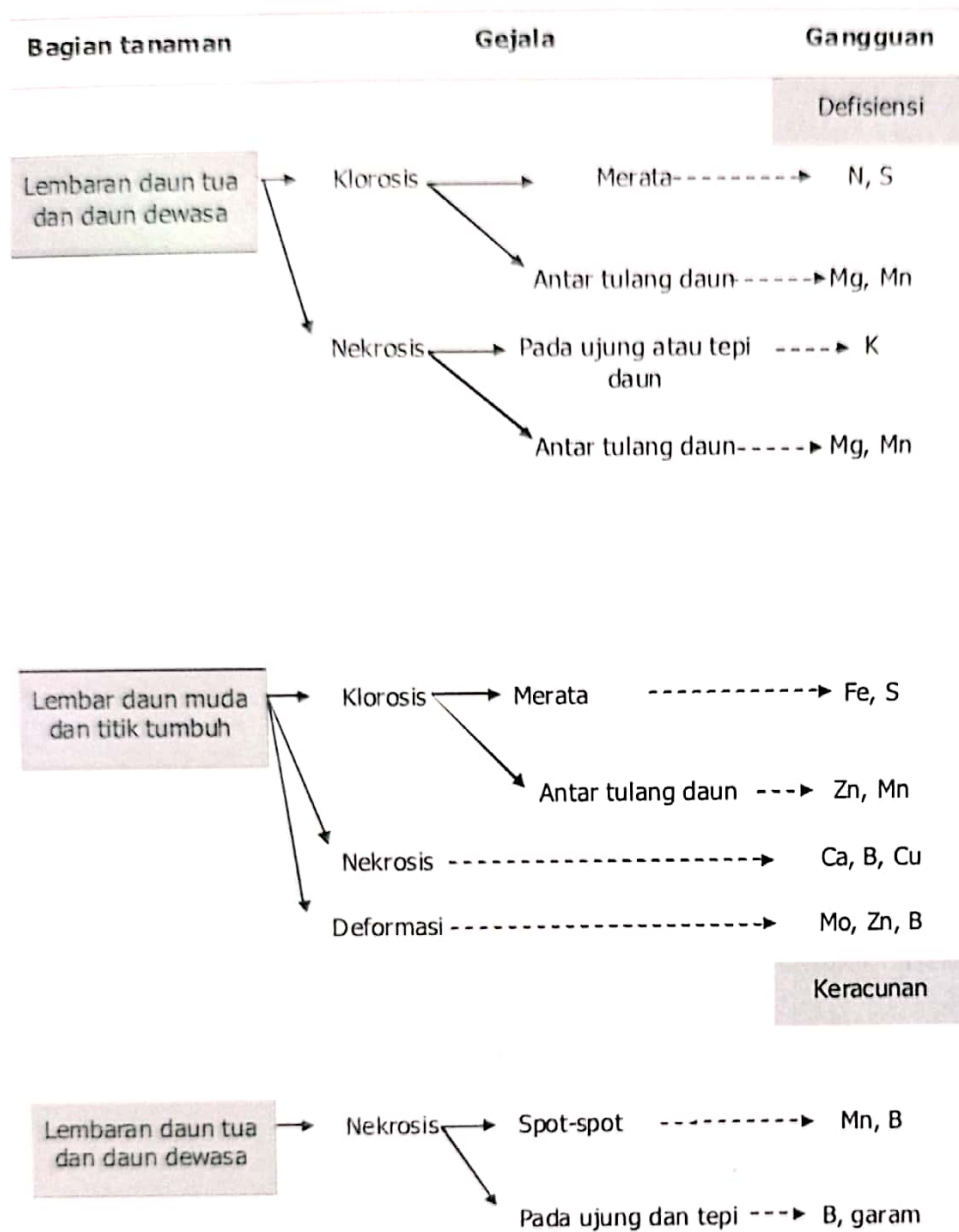 Bagian tanaman Gejala Gangguan
Defisiensi
Lembaran daun tua
dan daun dewasa
Klorosis Merata N, S
Antar tulang daun Mg, Mn
Nekrosis Pada ujung atau tepi
daun
K
Antar tulang daun Mg, Mn
Lembar daun muda
dan titik tumbuh
Klorosis Merata Fe, S
Antar tulang daun Zn, Mn
Nekrosis Ca, B, Cu
Deformasi Mo, Zn, B
Keracunan
Lembaran daun tua
dan daun dewasa
Nekrosis Spot-spot Mn, B
Pada ujung dan tepi B, garam